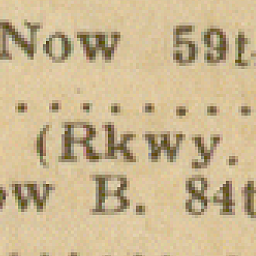 Now 59t
. . . . . . . .
(Rkwy.
ow B. 84t